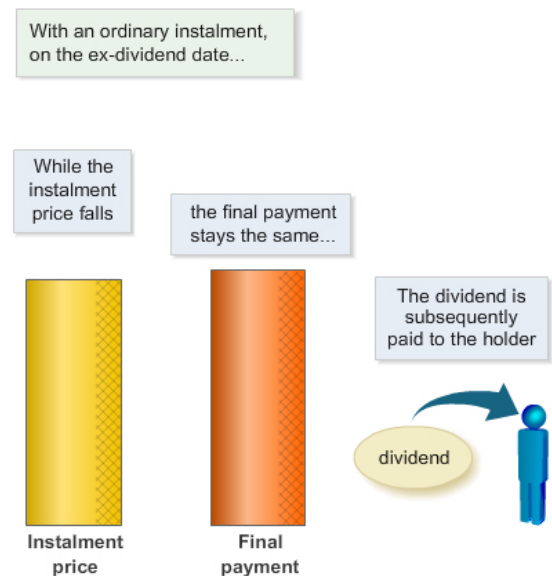 With an ordinary instalment,
on the ex-dividend date...
While the
instalment
price falls
the final payment
stays the same...
The dividend is
subsequently
paid to the holder
dividend
Instalment
price
Final
payment